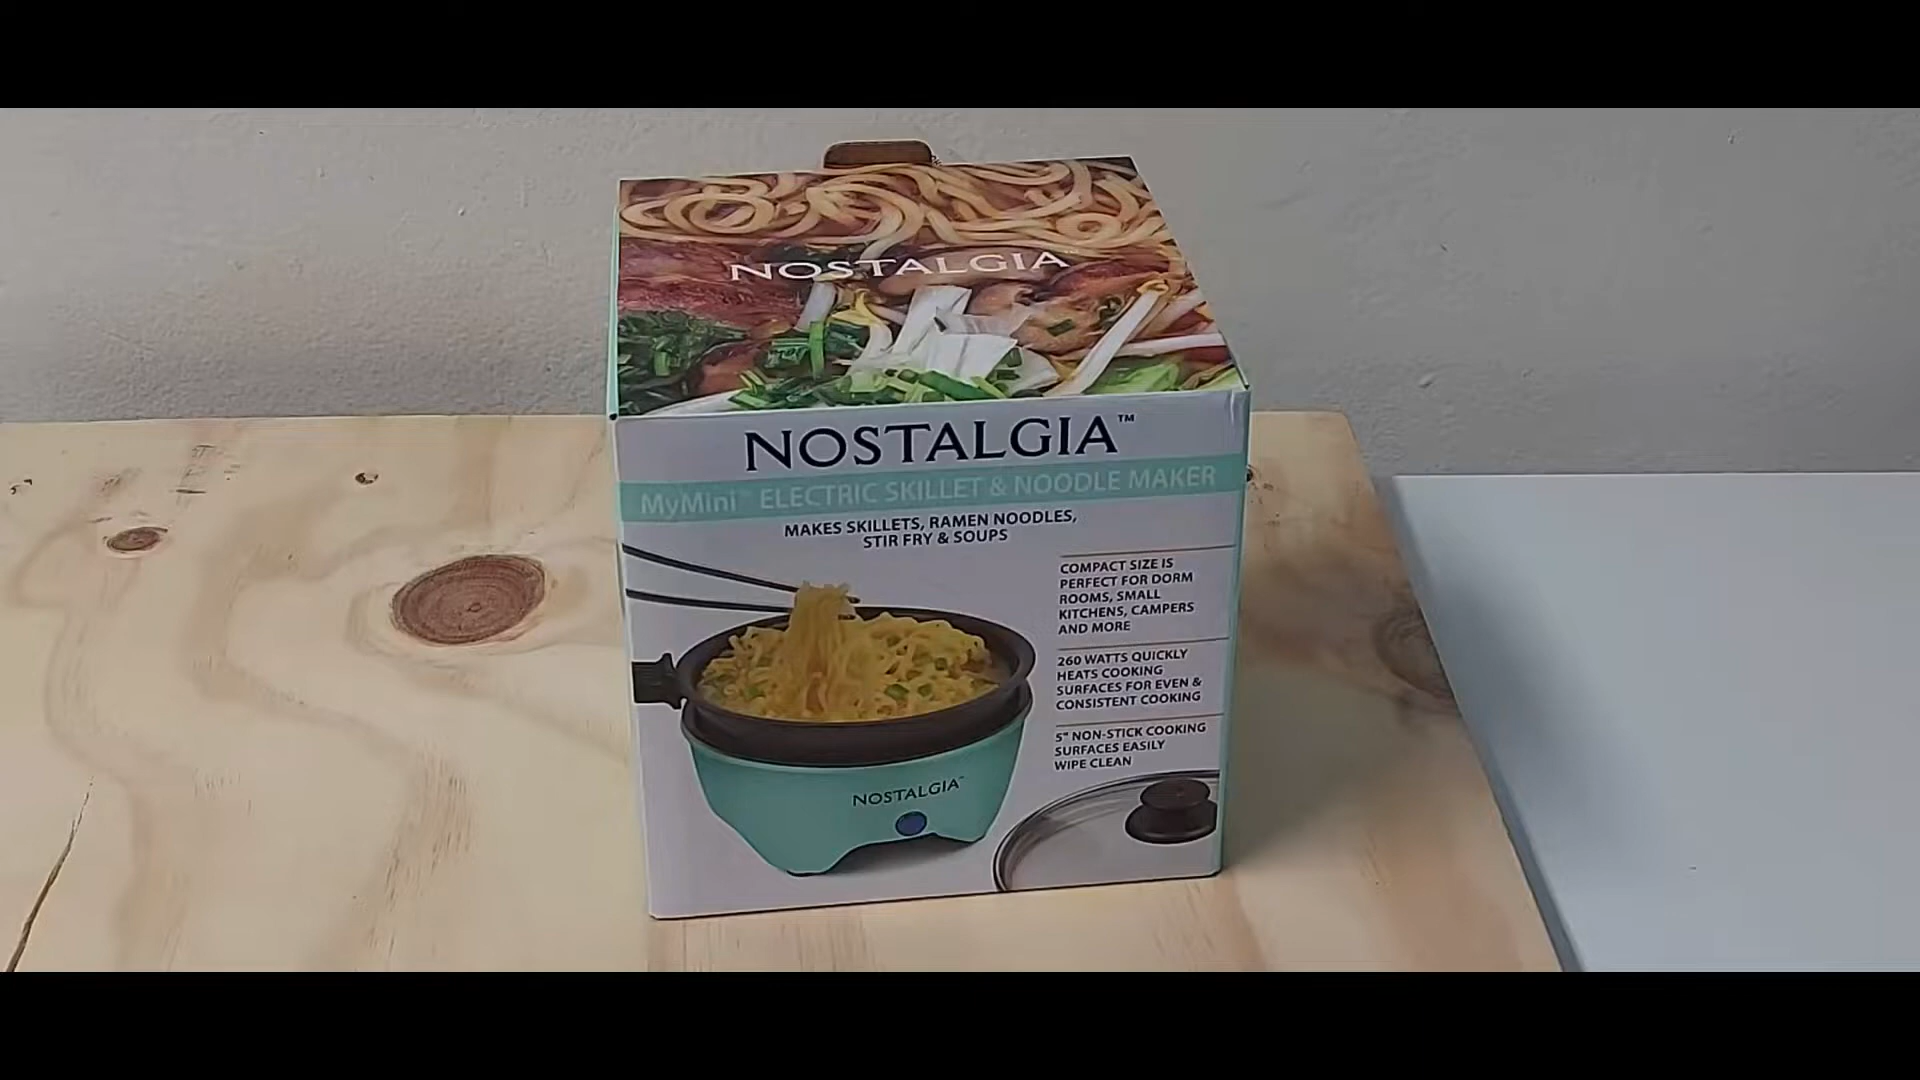 NOSTALGIA™
NOSTALGIA™
MyMini™ ELECTRIC SKILLET & NOODLE MAKER
MAKES SKILLETS, RAMEN NOODLES,
STIR FRY & SOUPS
COMPACT SIZE IS
PERFECT FOR DORM
ROOMS, SMALL
KITCHENS, CAMPERS
AND MORE
260 WATTS QUICKLY
HEATS COOKING
SURFACES FOR EVEN &
CONSISTENT COOKING
5" NON-STICK COOKING
SURFACES EASILY
WIPE CLEAN
NOSTALGIA™